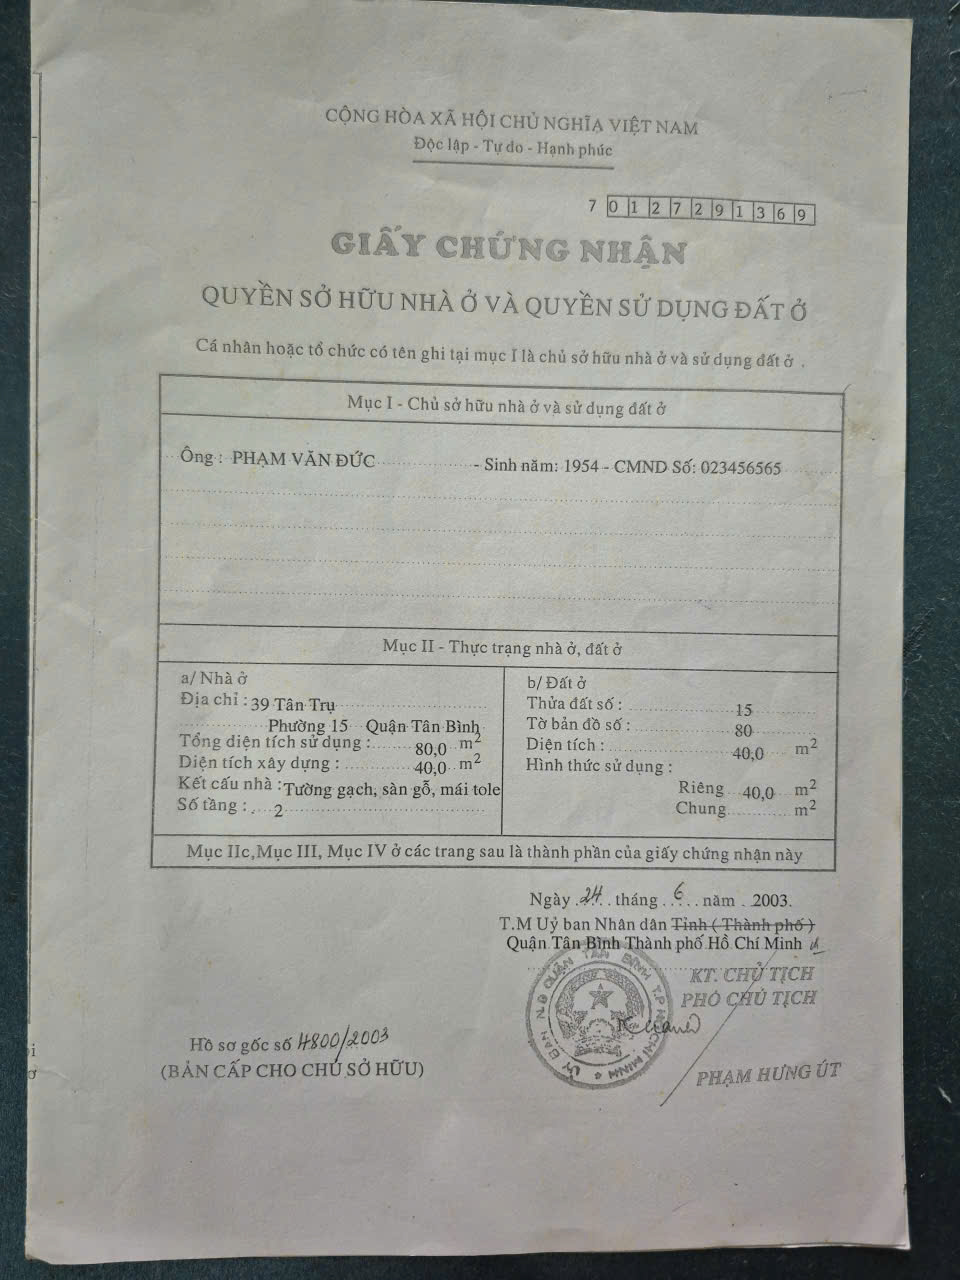 CỘNG HÒA XÃ HỘI CHỦ NGHĨA VIỆT NAM
Độc lập - Tự do - Hạnh phúc
7 0 1 2 7 2 9 1 3 6 9
GIẤY CHỨNG NHẬN
QUYỀN SỞ HỮU NHÀ Ở VÀ QUYỀN SỬ DỤNG ĐẤT Ở
Cá nhân hoặc tổ chức có tên ghi tại mục I là chủ sở hữu nhà ở và sử dụng đất ở .
Mục I - Chủ sở hữu nhà ở và sử dụng đất ở
Ông : PHẠM VĂN ĐỨC - Sinh năm: 1954 - CMND Số: 023456565
Mục II - Thực trạng nhà ở, đất ở
a/ Nhà ở
Địa chỉ : 39 Tân Trụ
Phường 15 Quận Tân Bình
Tổng diện tích sử dụng : 80,0 m²
Diện tích xây dựng : 40,0 m²
Kết cấu nhà : Tường gạch, sàn gỗ, mái tole
Số tầng : 2
b/ Đất ở
Thửa đất số : 15
Tờ bản đồ số : 80
Diện tích : 40,0 m²
Hình thức sử dụng :
Riêng 40,0 m²
Chung m²
Mục IIc,Mục III, Mục IV ở các trang sau là thành phần của giấy chứng nhận này
Ngày 24 tháng 6 năm 2003.
T.M Uỷ ban Nhân dân Tỉnh ( Thành phố )
Quận Tân Bình Thành phố Hồ Chí Minh
KT. CHỦ TỊCH
PHÓ CHỦ TỊCH
ỦY BAN N.D QUẬN TÂN BÌNH T.P HỒ CHÍ MINH
PHẠM HƯNG ÚT
Hồ sơ gốc số 4800/2003
(BẢN CẤP CHO CHỦ SỞ HỮU)